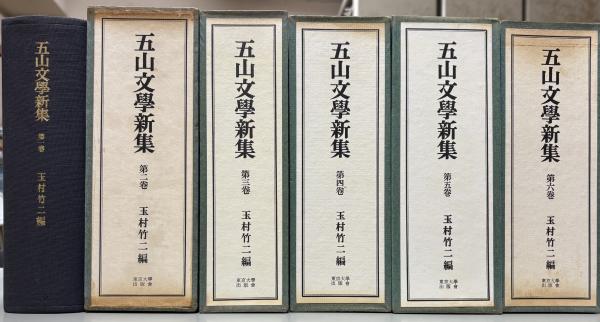 五山文學新集
第一卷
玉村竹二編
五山文學新集
第二卷
玉村竹二編
東京大學
出版會
五山文學新集
第三卷
玉村竹二編
東京大學
出版會
五山文學新集
第四卷
玉村竹二編
東京大學
出版會
五山文學新集
第五卷
玉村竹二編
東京大學
出版會
五山文學新集
第六卷
玉村竹二編
東京大學
出版會